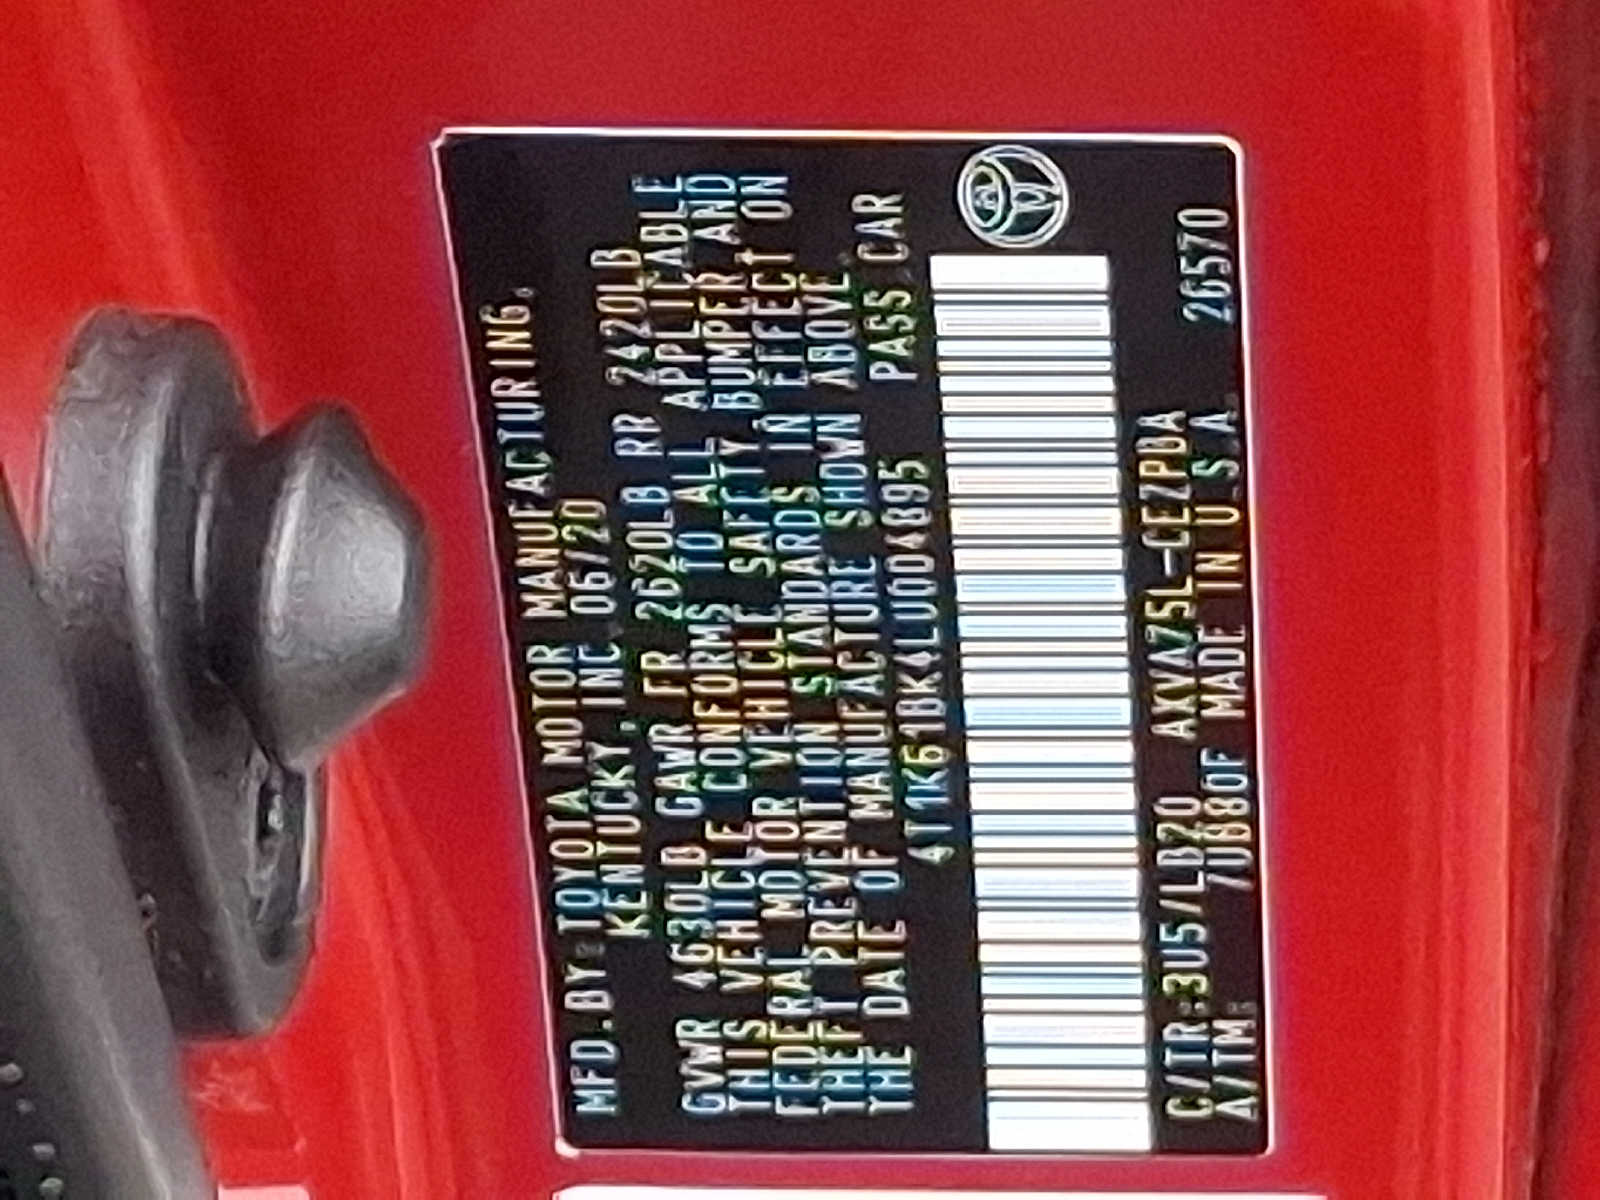 MFD.BY:TOYOTA MOTOR MANUFACTURING,
KENTUCKY,INC 06/20
GVWR 4630LB GAWR FR 2620LB RR 2420LB
THIS VEHICLE CONFORMS TO ALL APPLICABLE
FEDERAL MOTOR VEHICLE SAFETY,BUMPER,AND
THEFT PREVENTION STANDARDS IN EFFECT ON
THE DATE OF MANUFACTURE SHOWN ABOVE.
4T1K61BK4LU004895 PASS.CAR
C/TR:3U5/LB20 AXVA75L-CEZPBA
A/TM: /UB80F MADE IN U.S.A. 26570